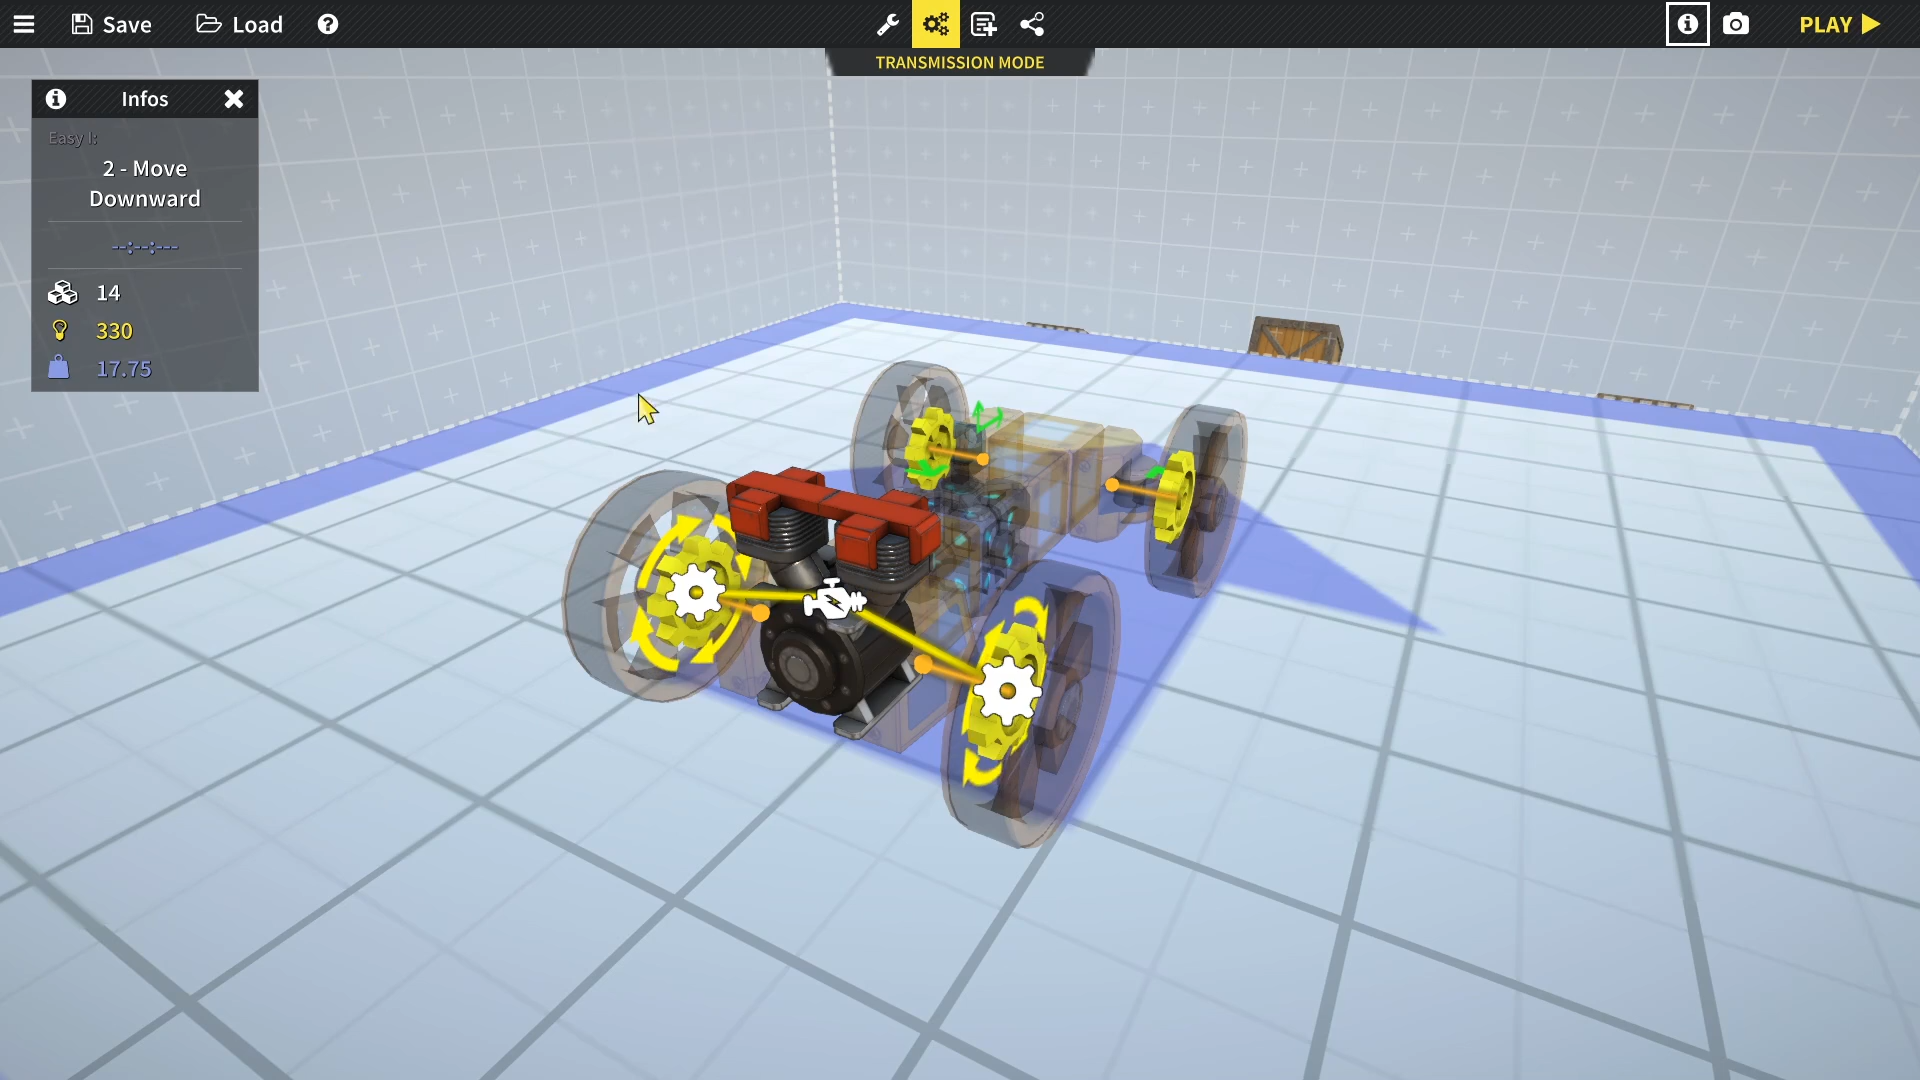 Save
Load
PLAY
TRANSMISSION MODE
Infos
Easy I:
2 - Move
Downward
--:--:---
14
330
17.75